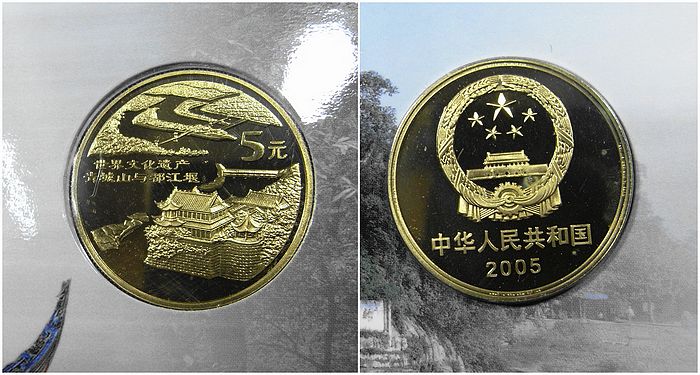 5元
世界文化遗产
青城山与都江堰
中华人民共和国
2005